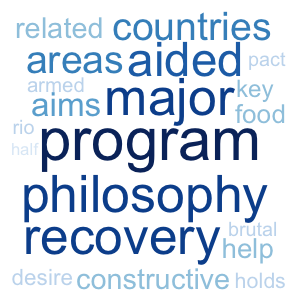 related countries
areas aided pact
armed major key
aims food
rio program
half
philosophy
recovery brutal
help
desire constructive holds